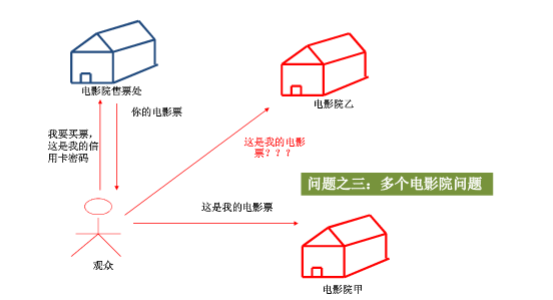 电影院售票处
电影院乙
你的电影票
我要买票,
这是我的信
用卡密码
这是我的电影
票？？？
问题之三：多个电影院问题
这是我的电影票
观众
电影院甲